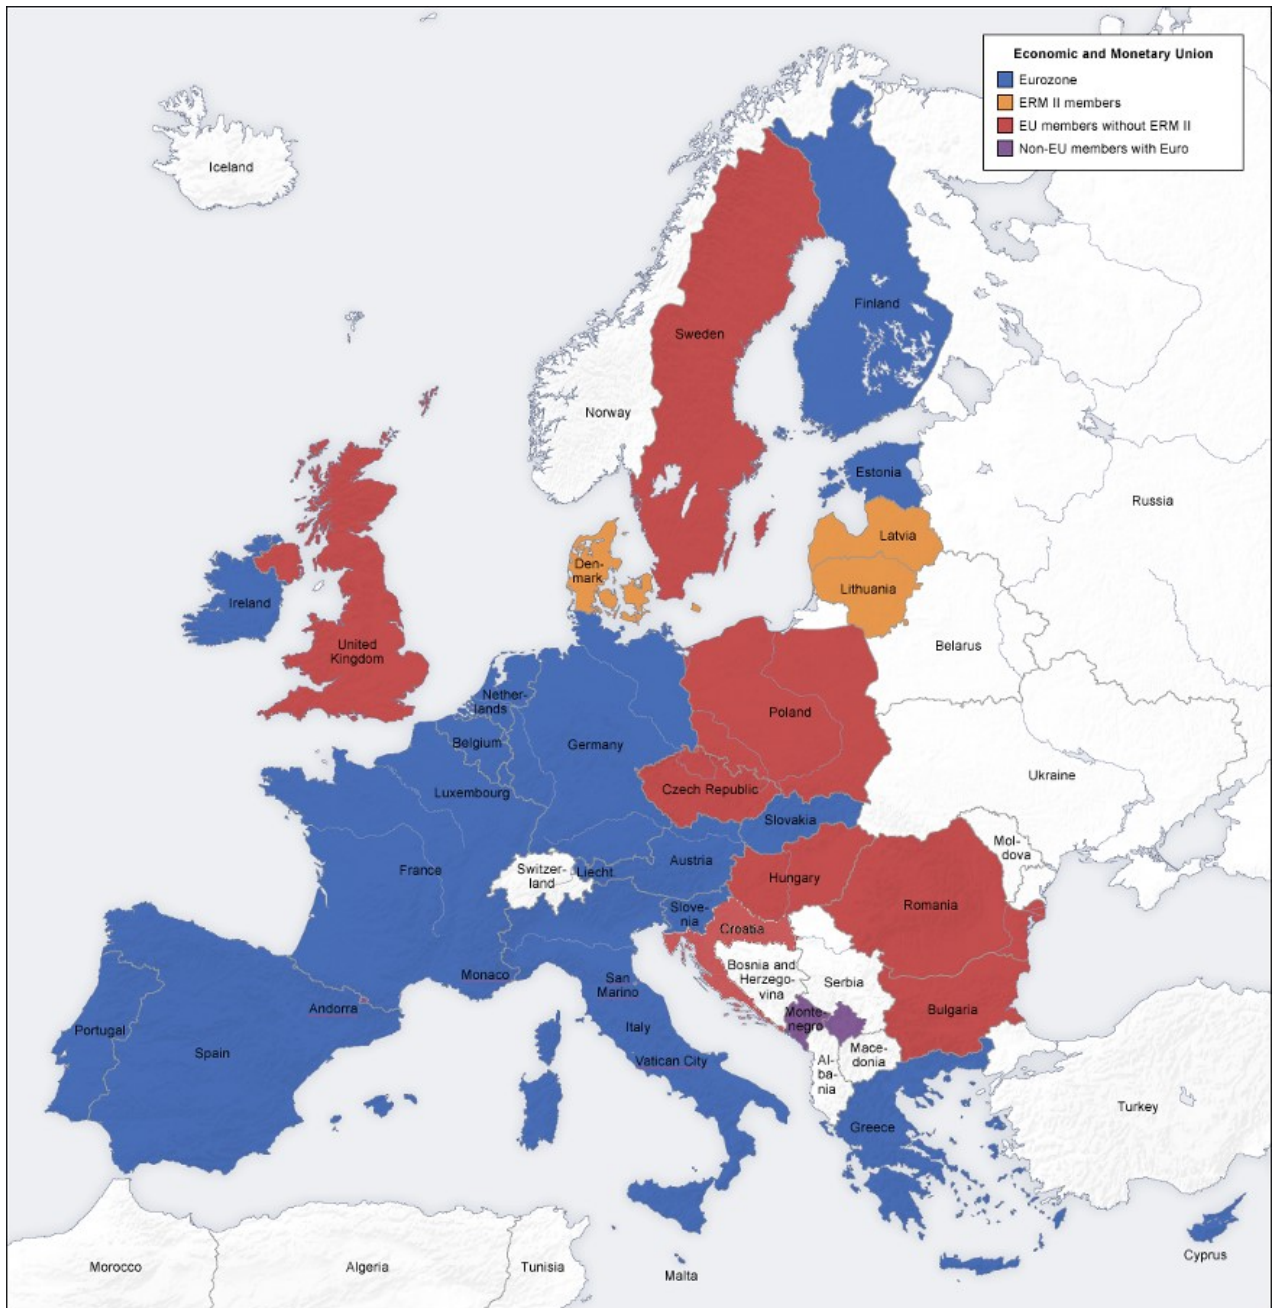 Economic and Monetary Union
Eurozone
ERM II members
EU members without ERM II
Non-EU members with Euro
Iceland
Finland
Sweden
Norway
Estonia
Russia
Latvia
Den-
mark
Lithuania
Ireland
Belarus
United
Kingdom
Nether-
lands
Poland
Belgium
Germany
Ukraine
Czech Republic
Luxembourg
Slovakia
Mol-
dova
Austria
France
Switzer-
land
Liecht
Hungary
Slove-
nia
Romania
Croatia
Bosnia and
Herzego-
vina
Monaco
San
Marino
Serbia
Andorra
Monte-
negro
Bulgaria
Portugal
Italy
Spain
Mace-
donia
Vatican City
Al-
ba-
nia
Turkey
Greece
Cyprus
Morocco
Algeria
Tunisia
Malta